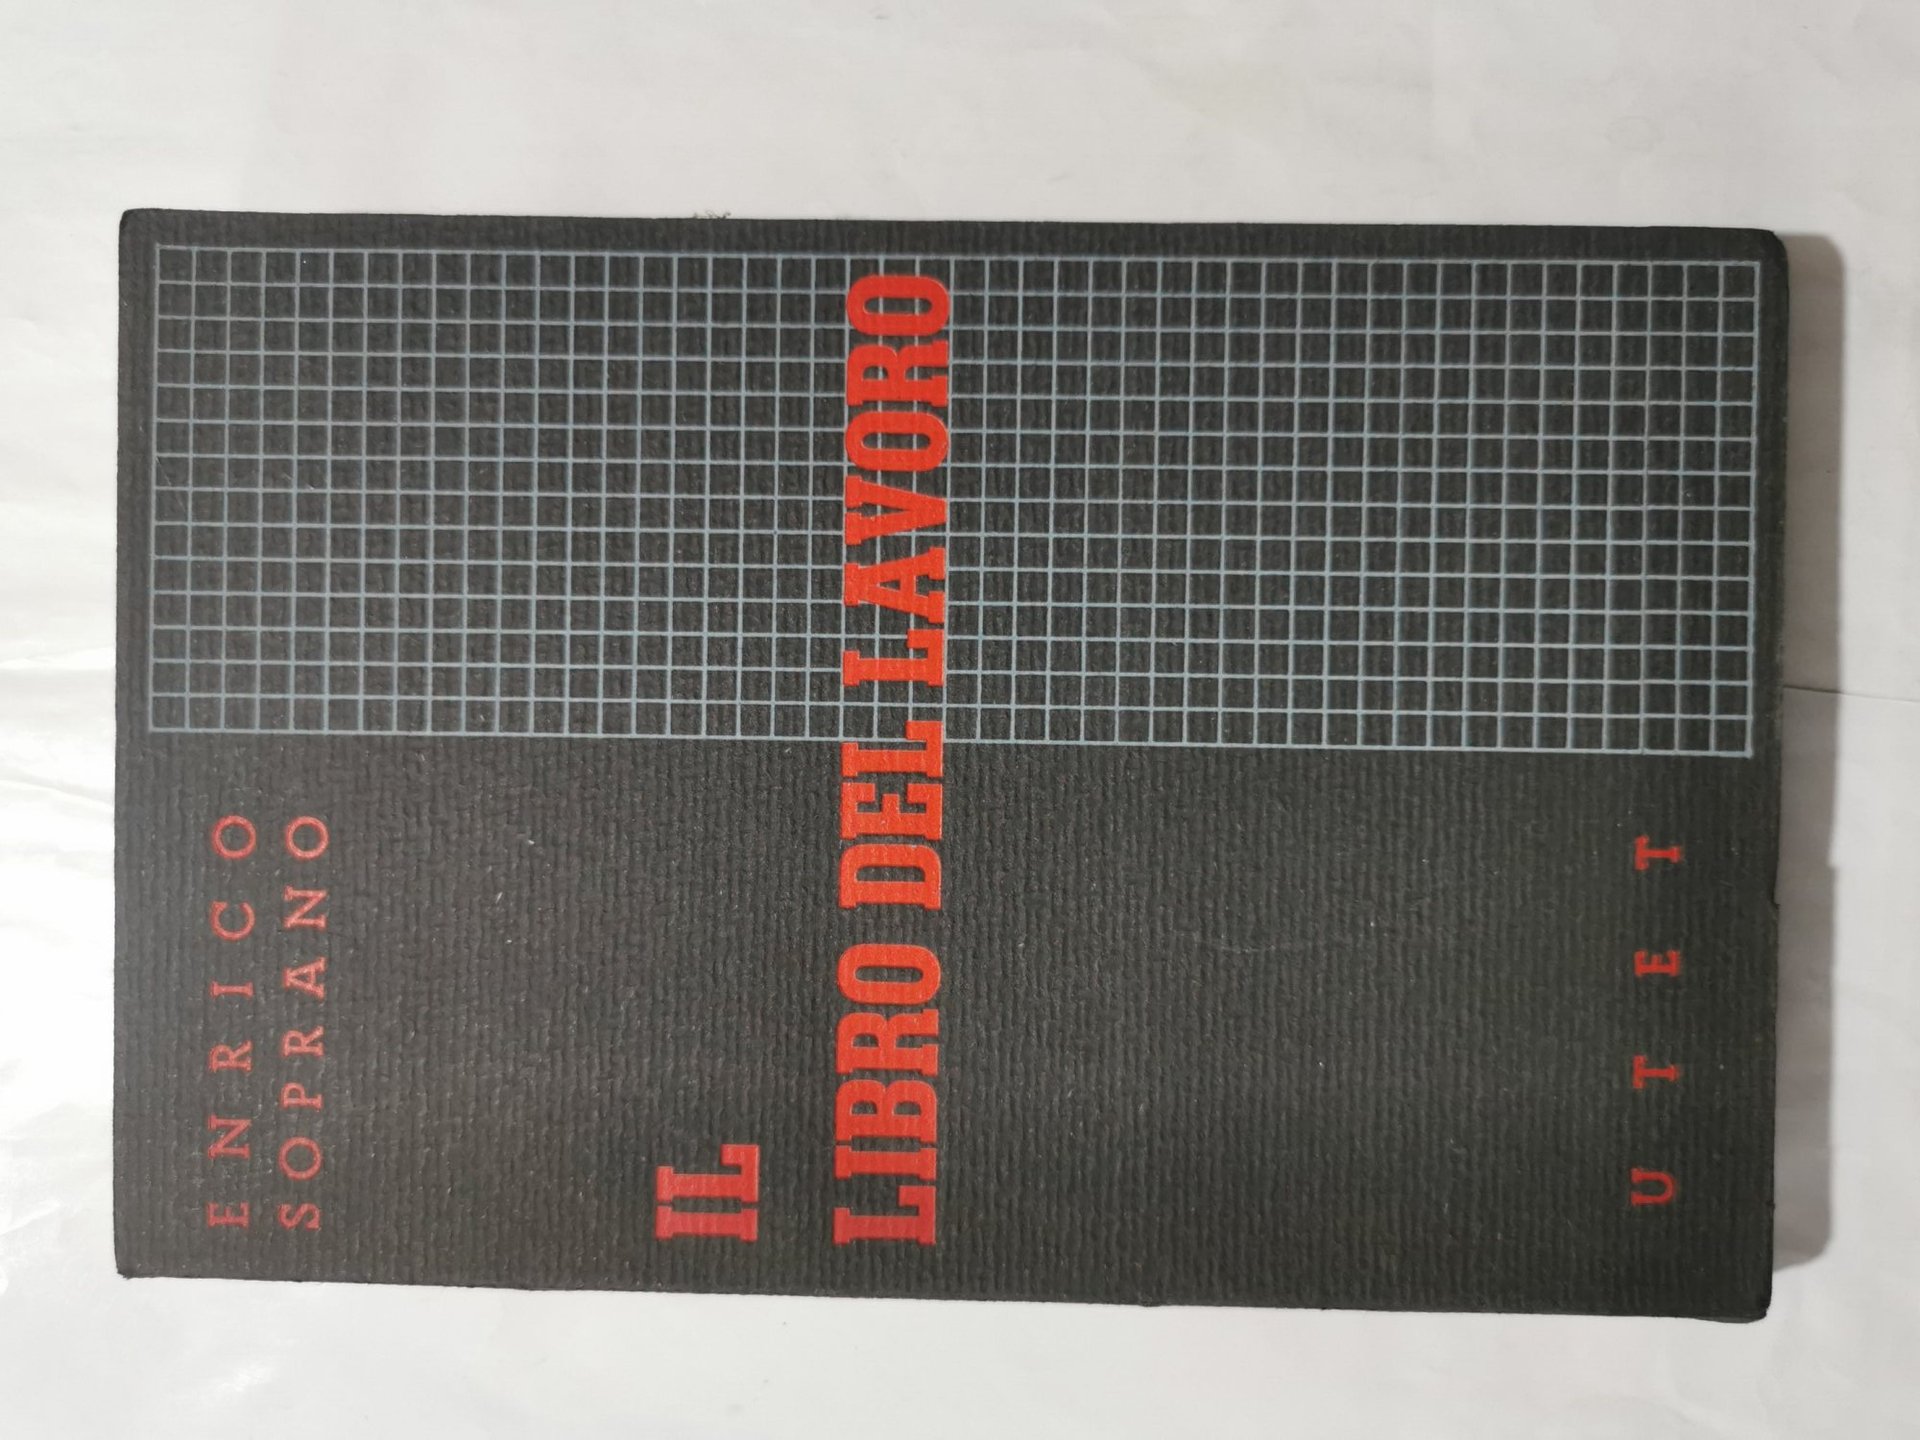 ENRICO
SOPRANO
IL
LIBRO DEL LAVORO
UTET